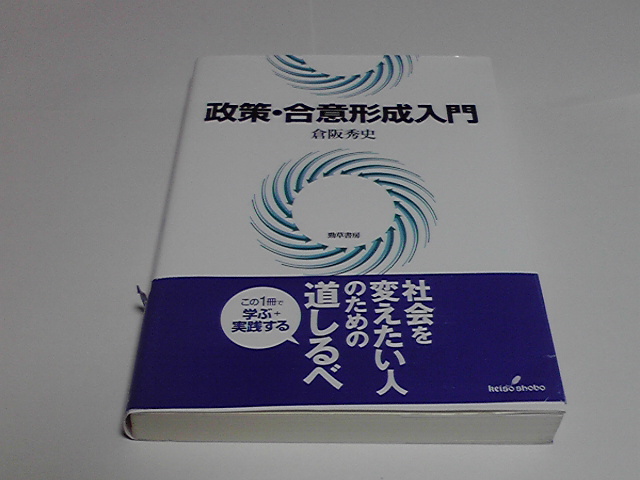 政策・合意形成入門
倉阪秀史
勁草書房
社会を
変えたい人
のための
道しるべ
この1冊で
学ぶ+
実践する
keiso shobo